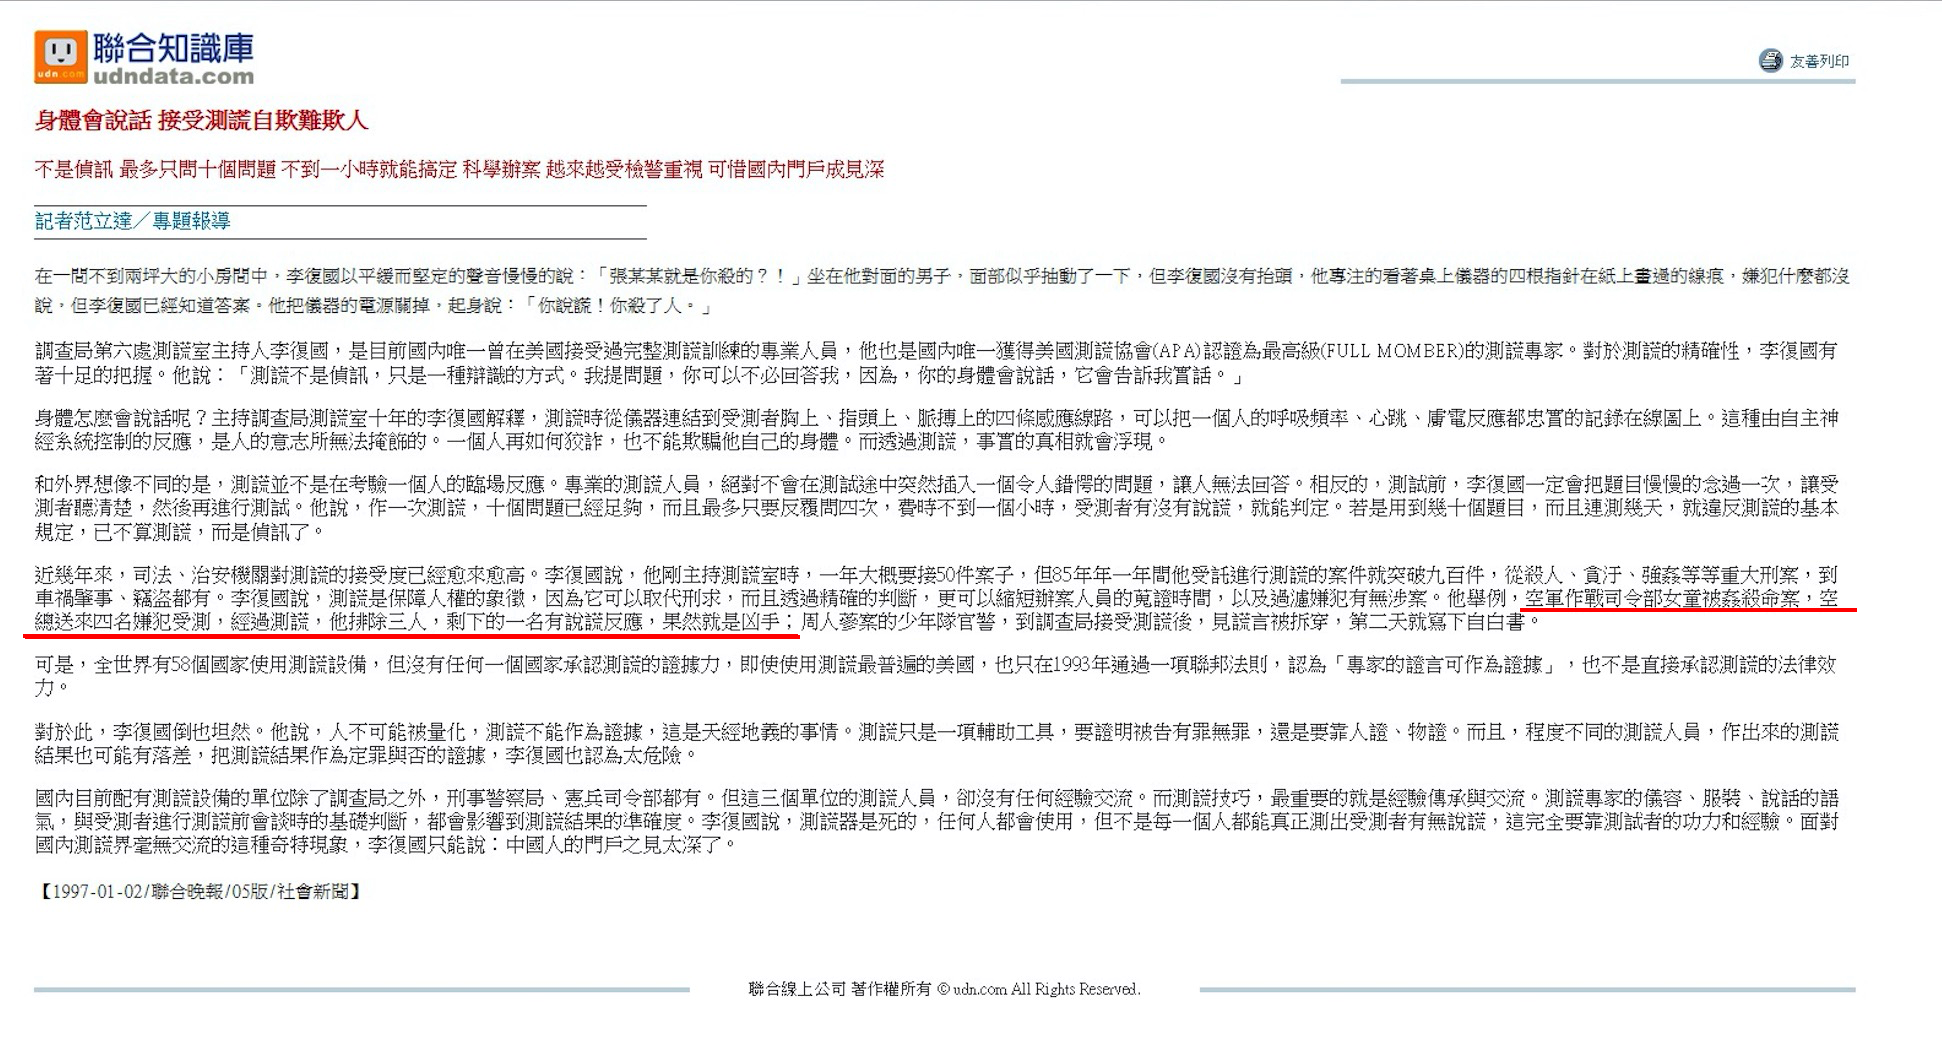 聯合知識庫
udn.com
udndata.com
友善列印
身體會說話 接受測謊自欺難欺人
不是偵訊 最多只問十個問題 不到一小時就能搞定 科學辦案 越來越受檢警重視 可惜國內門戶成見深
記者范立達／專題報導
在一間不到兩坪大的小房間中，李復國以平緩而堅定的聲音慢慢的說：「張某某就是你殺的？！」坐在他對面的男子，面部似乎抽動了一下，但李復國沒有抬頭，他專注的看著桌上儀器的四根指針在紙上畫過的線痕，嫌犯什麼都沒
說，但李復國已經知道答案。他把儀器的電源關掉，起身說：「你說謊！你殺了人。」
調查局第六處測謊室主持人李復國，是目前國內唯一曾在美國接受過完整測謊訓練的專業人員，他也是國內唯一獲得美國測謊協會(APA)認證為最高級(FULL MOMBER)的測謊專家。對於測謊的精確性，李復國有
著十足的把握。他說：「測謊不是偵訊，只是一種辯識的方式。我提問題，你可以不必回答我，因為，你的身體會說話，它會告訴我實話。」
身體怎麼會說話呢？主持調查局測謊室十年的李復國解釋，測謊時從儀器連結到受測者胸上、指頭上、脈搏上的四條感應線路，可以把一個人的呼吸頻率、心跳、膚電反應都忠實的記錄在線圖上。這種由自主神
經系統控制的反應，是人的意志所無法掩飾的。一個人再如何狡詐，也不能欺騙他自己的身體。而透過測謊，事實的真相就會浮現。
和外界想像不同的是，測謊並不是在考驗一個人的臨場反應。專業的測謊人員，絕對不會在測試途中突然插入一個令人錯愕的問題，讓人無法回答。相反的，測試前，李復國一定會把題目慢慢的念過一次，讓受
測者聽清楚，然後再進行測試。他說，作一次測謊，十個問題已經足夠，而且最多只要反覆問四次，費時不到一個小時，受測者有沒有說謊，就能判定。若是用到幾十個題目，而且連測幾天，就違反測謊的基本
規定，已不算測謊，而是偵訊了。
近幾年來，司法、治安機關對測謊的接受度已經愈來愈高。李復國說，他剛主持測謊室時，一年大概要接50件案子，但85年年一年間他受託進行測謊的案件就突破九百件，從殺人、貪汙、強姦等等重大刑案，到
車禍肇事、竊盜都有。李復國說，測謊是保障人權的象徵，因為它可以取代刑求，而且透過精確的判斷，更可以縮短辦案人員的蒐證時間，以及過濾嫌犯有無涉案。他舉例，空軍作戰司令部女童被姦殺命案，空
總送來四名嫌犯受測，經過測謊，他排除三人，剩下的一名有說謊反應，果然就是凶手；周人蔘案的少年隊官警，到調查局接受測謊後，見謊言被拆穿，第二天就寫下自白書。
可是，全世界有58個國家使用測謊設備，但沒有任何一個國家承認測謊的證據力，即使使用測謊最普遍的美國，也只在1993年通過一項聯邦法則，認為「專家的證言可作為證據」，也不是直接承認測謊的法律效
力。
對於此，李復國倒也坦然。他說，人不可能被量化，測謊不能作為證據，這是天經地義的事情。測謊只是一項輔助工具，要證明被告有罪無罪，還是要靠人證、物證。而且，程度不同的測謊人員，作出來的測謊
結果也可能有落差，把測謊結果作為定罪與否的證據，李復國也認為太危險。
國內目前配有測謊設備的單位除了調查局之外，刑事警察局、憲兵司令部都有。但這三個單位的測謊人員，卻沒有任何經驗交流。而測謊技巧，最重要的就是經驗傳承與交流。測謊專家的儀容、服裝、說話的語
氣，與受測者進行測謊前會談時的基礎判斷，都會影響到測謊結果的準確度。李復國說，測謊器是死的，任何人都會使用，但不是每一個人都能真正測出受測者有無說謊，這完全要靠測試者的功力和經驗。面對
國內測謊界毫無交流的這種奇特現象，李復國只能說：中國人的門戶之見太深了。
【1997-01-02/聯合晚報/05版/社會新聞】
聯合線上公司 著作權所有 © udn.com All Rights Reserved.